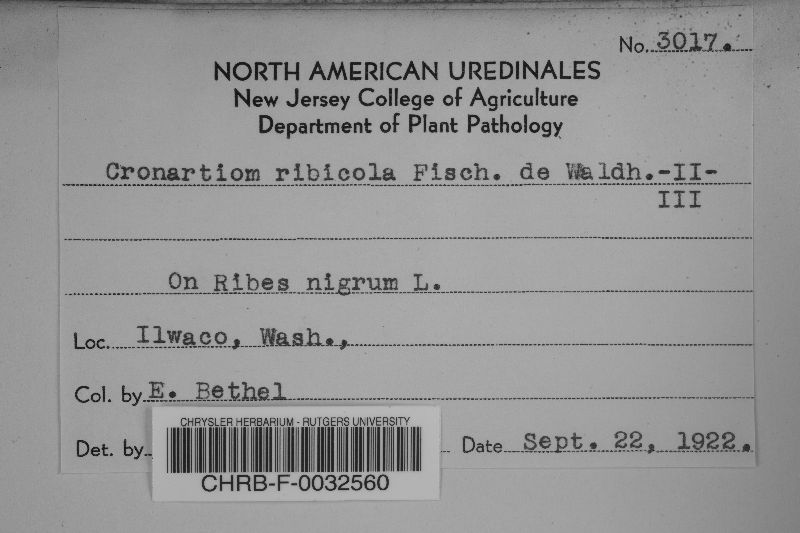 No. 3017.
NORTH AMERICAN UREDINALES
New Jersey College of Agriculture
Department of Plant Pathology
Cronartiom ribicola Fisch. de Waldh.-II-
III
On Ribes nigrum L.
Loc. Ilwaco, Wash.,
Col. by E. Bethel
Det. by
Date Sept. 22, 1922.
CHRYSLER HERBARIUM - RUTGERS UNIVERSITY
CHRB-F-0032560